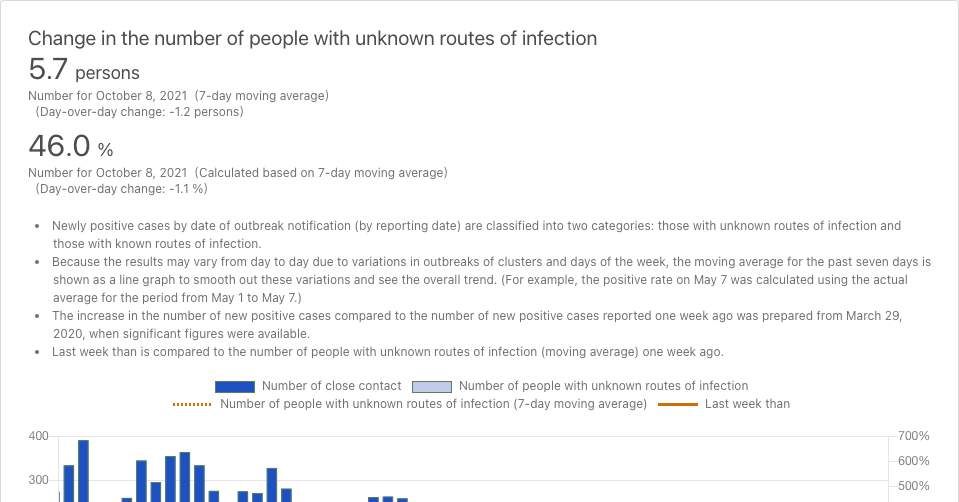 Change in the number of people with unknown routes of infection
5.7 persons
Number for October 8, 2021 (7-day moving average)
(Day-over-day change: -1.2 persons)
46.0 %
Number for October 8, 2021 (Calculated based on 7-day moving average)
(Day-over-day change: -1.1 %)
• Newly positive cases by date of outbreak notification (by reporting date) are classified into two categories: those with unknown routes of infection and
those with known routes of infection.
• Because the results may vary from day to day due to variations in outbreaks of clusters and days of the week, the moving average for the past seven days is
shown as a line graph to smooth out these variations and see the overall trend. (For example, the positive rate on May 7 was calculated using the actual
average for the period from May 1 to May 7.)
• The increase in the number of new positive cases compared to the number of new positive cases reported one week ago was prepared from March 29,
2020, when significant figures were available.
• Last week than is compared to the number of people with unknown routes of infection (moving average) one week ago.
Number of close contact Number of people with unknown routes of infection
Number of people with unknown routes of infection (7-day moving average) Last week than
400 700%
600%
300 500%